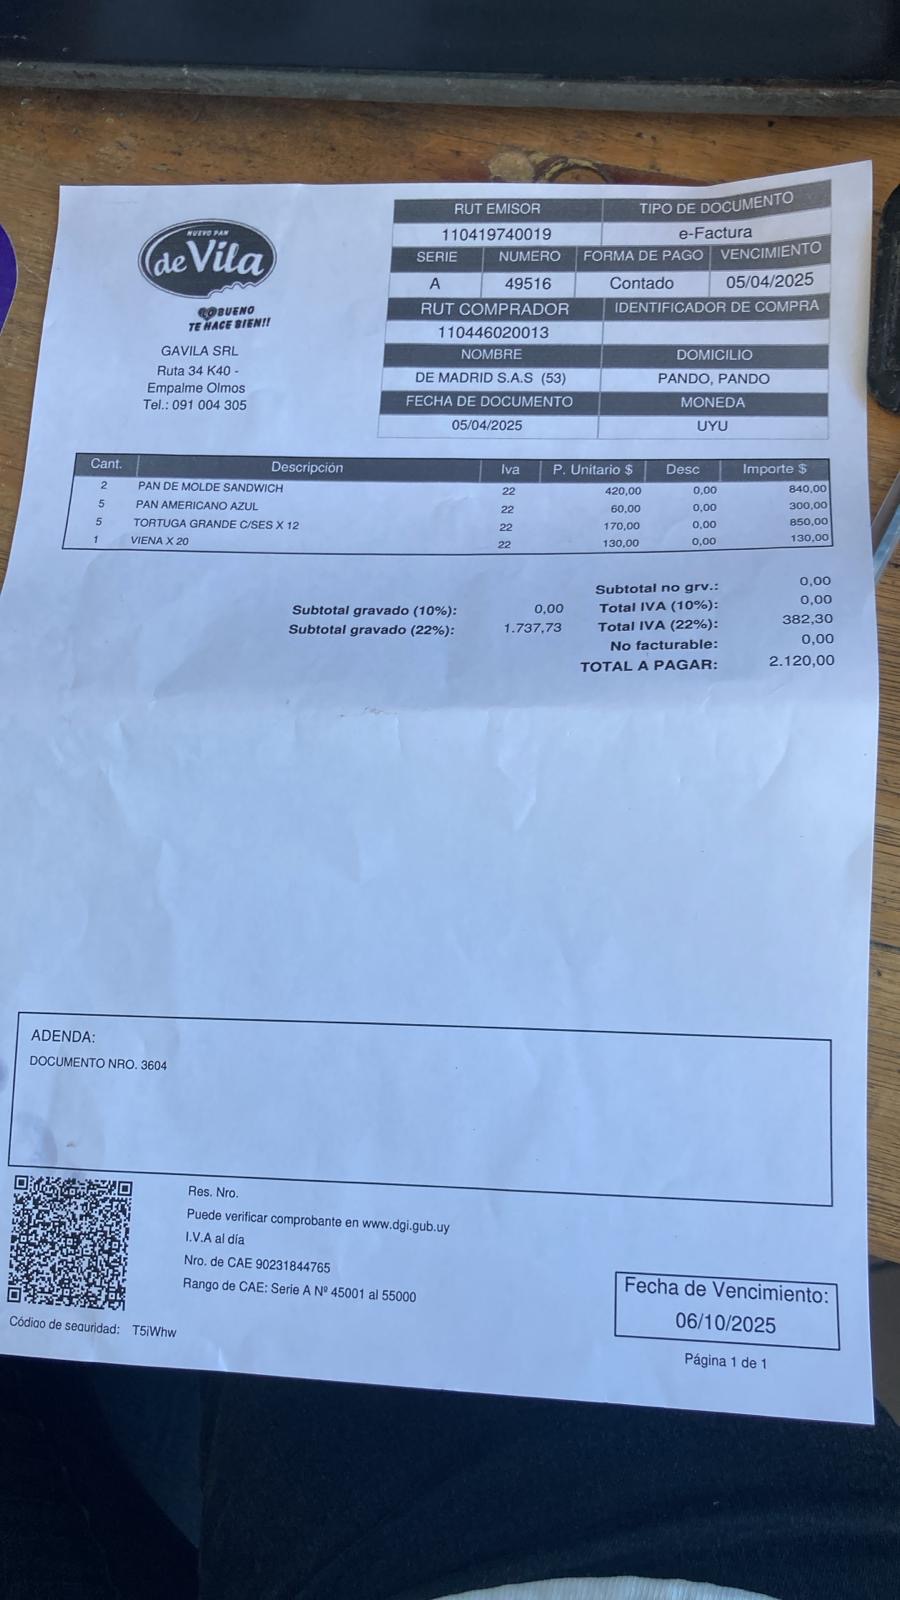 NUEVO PAN
de Vila
BUENO
TE HACE BIEN!!
GAVILA SRL
Ruta 34 K40 -
Empalme Olmos
Tel.: 091 004 305
RUT EMISOR TIPO DE DOCUMENTO
110419740019 e-Factura
SERIE NUMERO FORMA DE PAGO VENCIMIENTO
A 49516 Contado 05/04/2025
RUT COMPRADOR IDENTIFICADOR DE COMPRA
110446020013
NOMBRE DOMICILIO
DE MADRID S.A.S (53) PANDO, PANDO
FECHA DE DOCUMENTO MONEDA
05/04/2025 UYU
Cant. Descripción Iva P. Unitario $ Desc Importe $
2 PAN DE MOLDE SANDWICH 22 420,00 0,00 840,00
5 PAN AMERICANO AZUL 22 60,00 0,00 300,00
5 TORTUGA GRANDE C/SES X 12 22 170,00 0,00 850,00
1 VIENA X 20 22 130,00 0,00 130,00
Subtotal no grv.: 0,00
Subtotal gravado (10%): 0,00 Total IVA (10%): 0,00
Subtotal gravado (22%): 1.737,73 Total IVA (22%): 382,30
No facturable: 0,00
TOTAL A PAGAR: 2.120,00
ADENDA:
DOCUMENTO NRO. 3604
Res. Nro.
Puede verificar comprobante en www.dgi.gub.uy
I.V.A al día
Nro. de CAE 90231844765
Rango de CAE: Serie A Nº 45001 al 55000
Código de seguridad: T5iWhw
Fecha de Vencimiento:
06/10/2025
Página 1 de 1